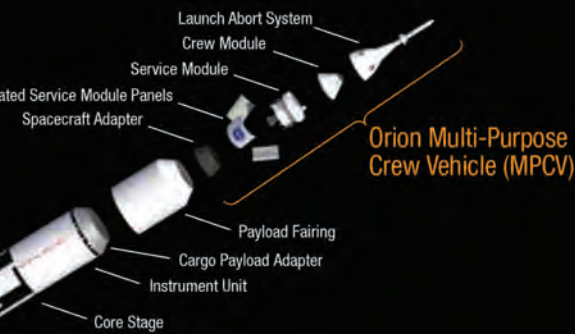 Launch Abort System
Crew Module
Service Module
ated Service Module Panels
Spacecraft Adapter
Orion Multi-Purpose
Crew Vehicle (MPCV)
Payload Fairing
Cargo Payload Adapter
Instrument Unit
Core Stage